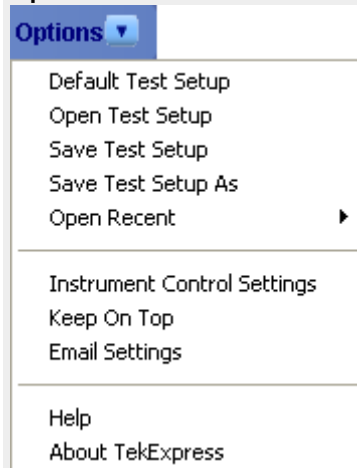 Options
Default Test Setup
Open Test Setup
Save Test Setup
Save Test Setup As
Open Recent
Instrument Control Settings
Keep On Top
Email Settings
Help
About TekExpress